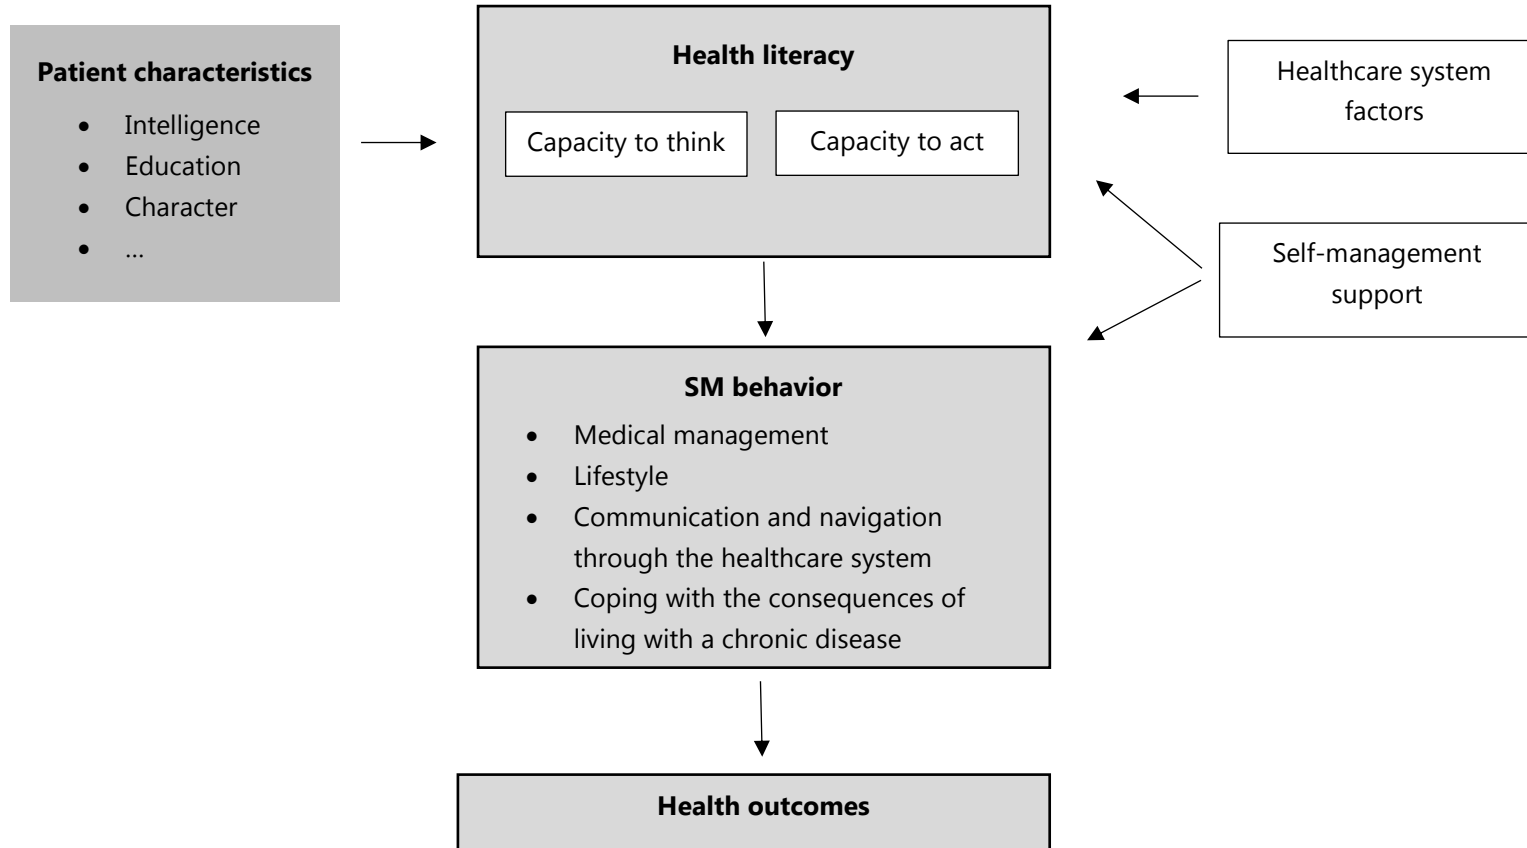 Patient characteristics
• Intelligence
• Education
• Character
• ...
Health literacy
Capacity to think
Capacity to act
Healthcare system
factors
Self-management
support
SM behavior
• Medical management
• Lifestyle
• Communication and navigation
through the healthcare system
• Coping with the consequences of
living with a chronic disease
Health outcomes